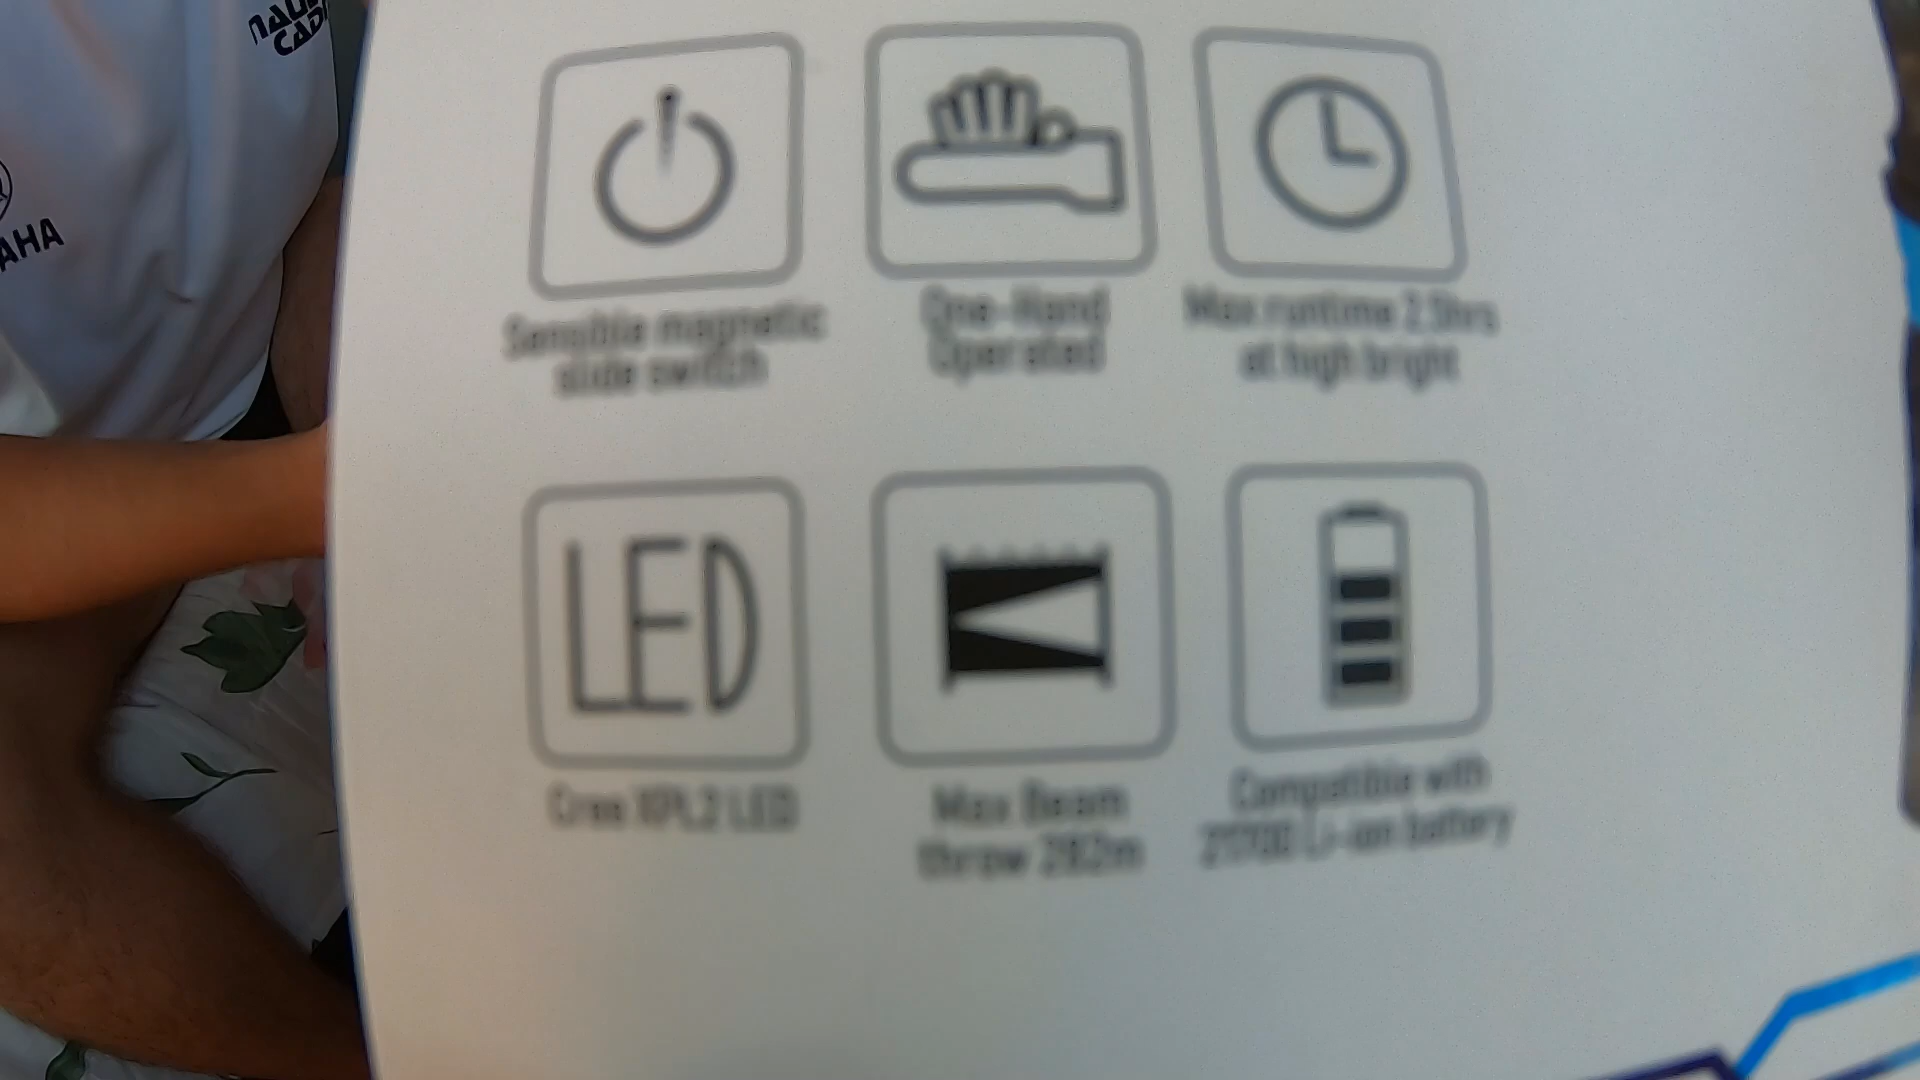 AHA
Sensible magnetic
slide switch
One-Hand
Operated
Max runtime 2.5hrs
at high bright
LED
Cree XPL2 LED
Max Beam
throw 282m
Compatible with
21700 Li-ion battery